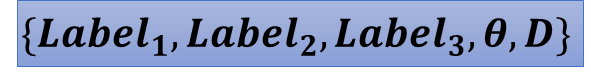 {Label₁, Label₂, Label₃, θ, D}